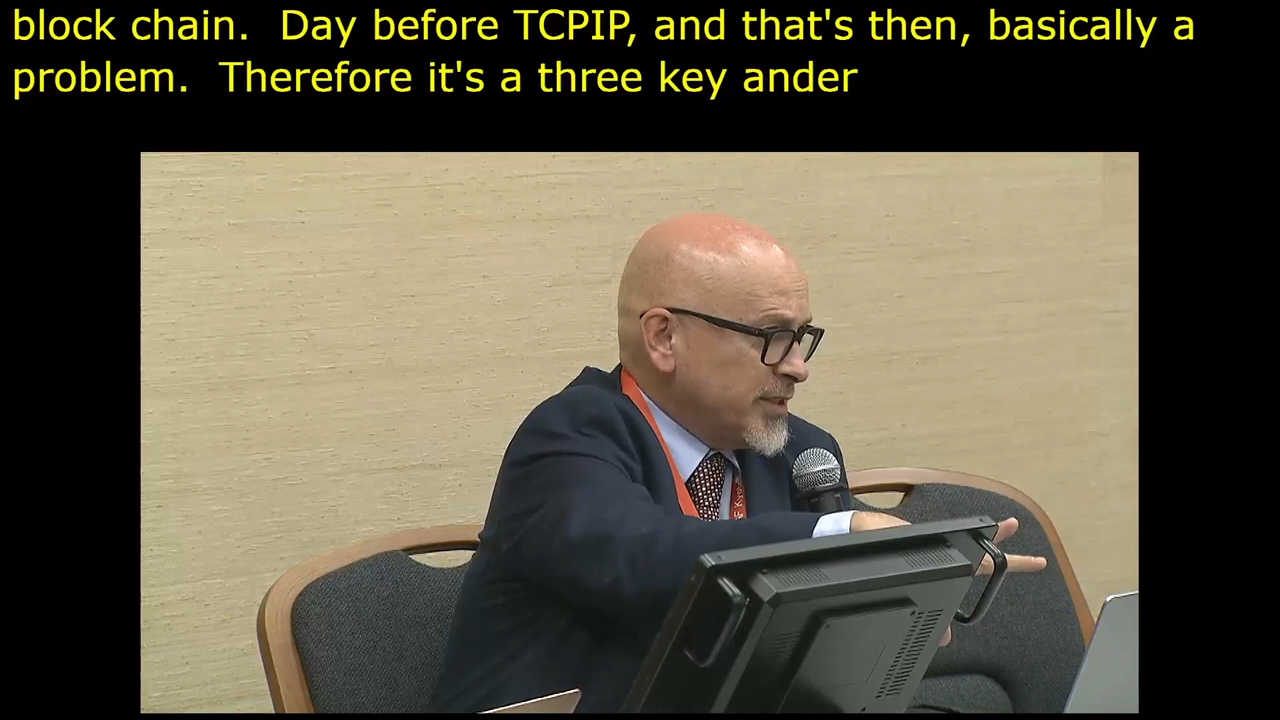 block chain.  Day before TCPIP, and that's then, basically a
problem.  Therefore it's a three key ander